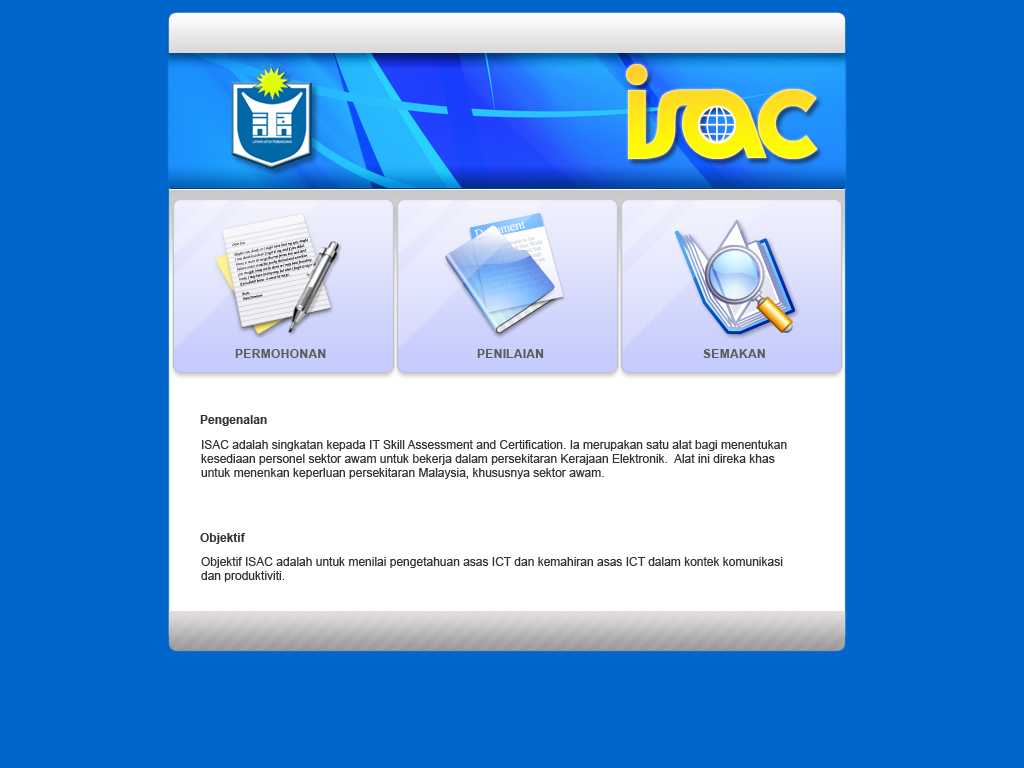 isac
PERMOHONAN
PENILAIAN
SEMAKAN
Pengenalan
ISAC adalah singkatan kepada IT Skill Assessment and Certification. Ia merupakan satu alat bagi menentukan
kesediaan personel sektor awam untuk bekerja dalam persekitaran Kerajaan Elektronik.  Alat ini direka khas
untuk menenkan keperluan persekitaran Malaysia, khususnya sektor awam.
Objektif
Objektif ISAC adalah untuk menilai pengetahuan asas ICT dan kemahiran asas ICT dalam kontek komunikasi
dan produktiviti.